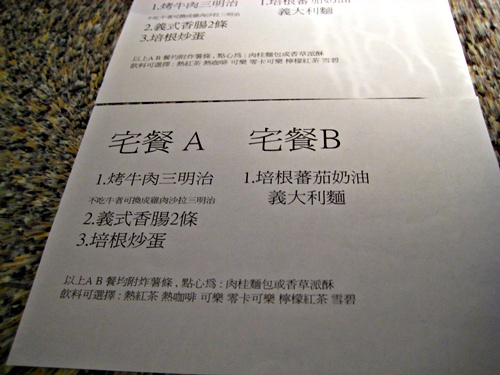 1.烤牛肉三明治 1.培根蕃茄奶油
不吃牛者可換成雞肉沙拉三明治 義大利麵
2.義式香腸2條
3.培根炒蛋
以上A B 餐均附炸薯條 , 點心為 : 肉桂麵包或香草派酥
飲料可選擇 : 熱紅茶 熱咖啡 可樂 零卡可樂 檸檬紅茶 雪碧
宅餐 A 宅餐B
1.烤牛肉三明治 1.培根蕃茄奶油
不吃牛者可換成雞肉沙拉三明治 義大利麵
2.義式香腸2條
3.培根炒蛋
以上A B 餐均附炸薯條 , 點心為 : 肉桂麵包或香草派酥
飲料可選擇 : 熱紅茶 熱咖啡 可樂 零卡可樂 檸檬紅茶 雪碧